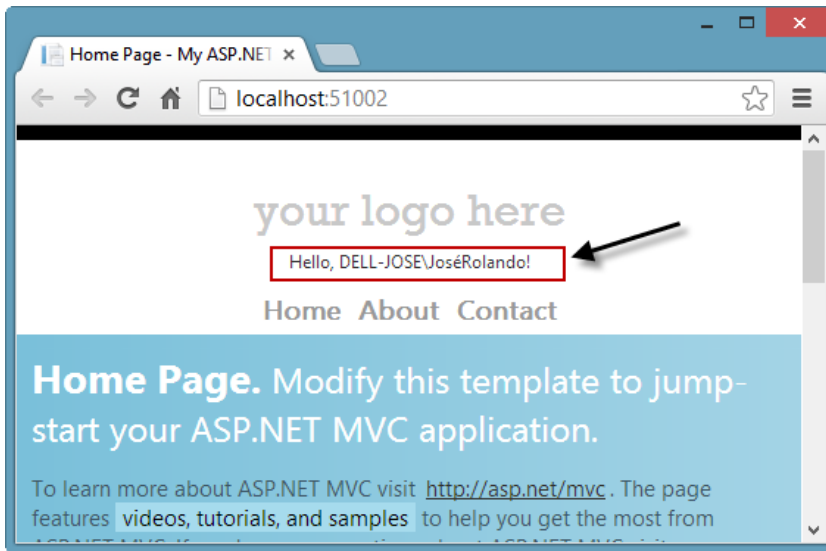 Home Page - My ASP.NET
localhost:51002
your logo here
Hello, DELL-JOSE\JoséRolando!
Home About Contact
Home Page. Modify this template to jump-
start your ASP.NET MVC application.
To learn more about ASP.NET MVC visit http://asp.net/mvc . The page
features videos, tutorials, and samples to help you get the most from